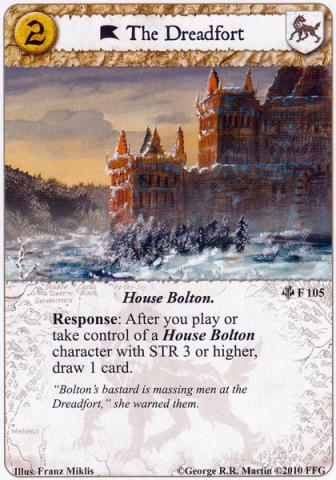 2
The Dreadfort
House Bolton.
F 105
Response: After you play or
take control of a House Bolton
character with STR 3 or higher,
draw 1 card.
"Bolton's bastard is massing men at the
Dreadfort," she warned them.
Winterfell
Illus. Franz Miklis
©George R.R. Martin ©2010 FFG